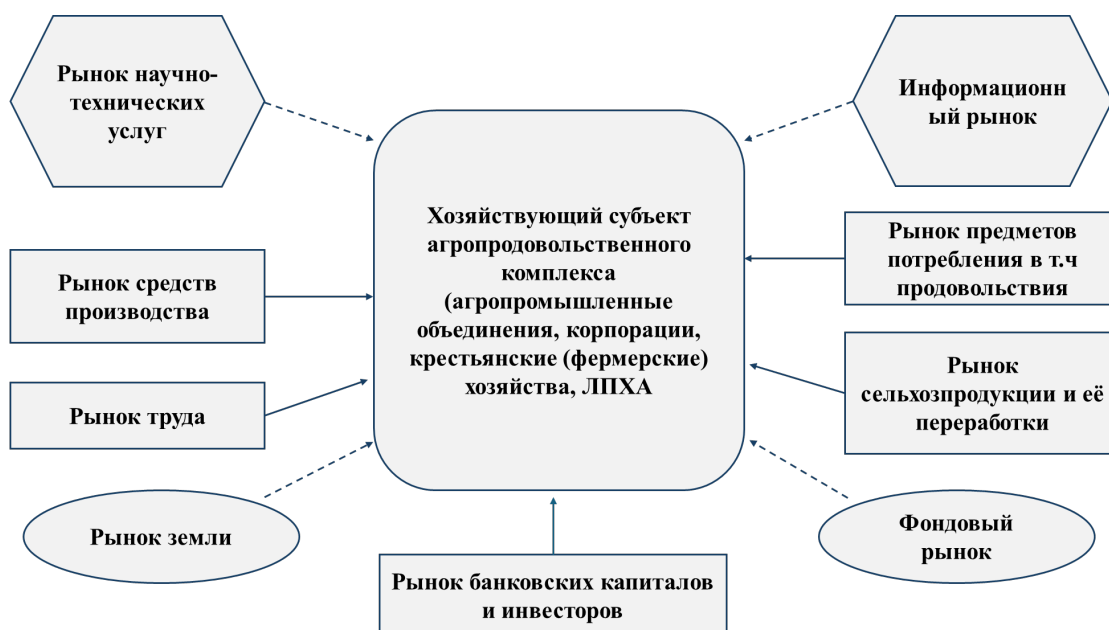 Рынок научно-
технических
услуг
Информационн
ый рынок
Хозяйствующий субъект
агропродовольственного
комплекса
(агропромышленные
объединения, корпорации,
крестьянские (фермерские)
хозяйства, ЛПХА
Рынок средств
производства
Рынок предметов
потребления в т.ч
продовольствия
Рынок труда
Рынок
сельхозпродукции и её
переработки
Рынок земли
Фондовый
рынок
Рынок банковских капиталов
и инвесторов